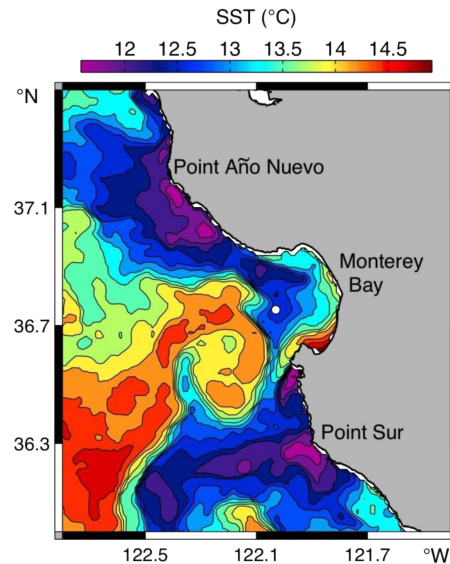 SST (°C)
12 12.5 13 13.5 14 14.5
°N
Point Año Nuevo
37.1
Monterey
Bay
36.7
Point Sur
36.3
122.5 122.1 121.7 °W